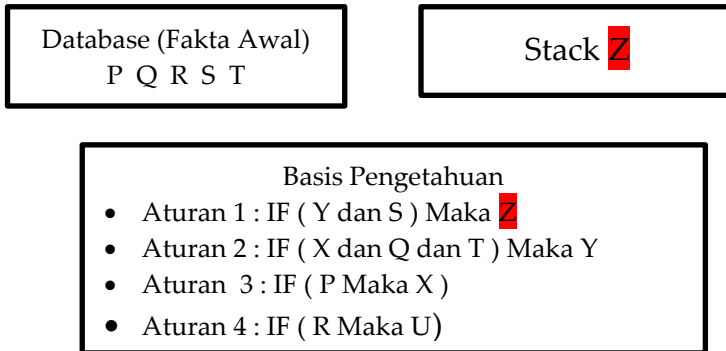 Database (Fakta Awal)
P Q R S T
Stack Z
Basis Pengetahuan
• Aturan 1 : IF ( Y dan S ) Maka Z
• Aturan 2 : IF ( X dan Q dan T ) Maka Y
• Aturan 3 : IF ( P Maka X )
• Aturan 4 : IF ( R Maka U)